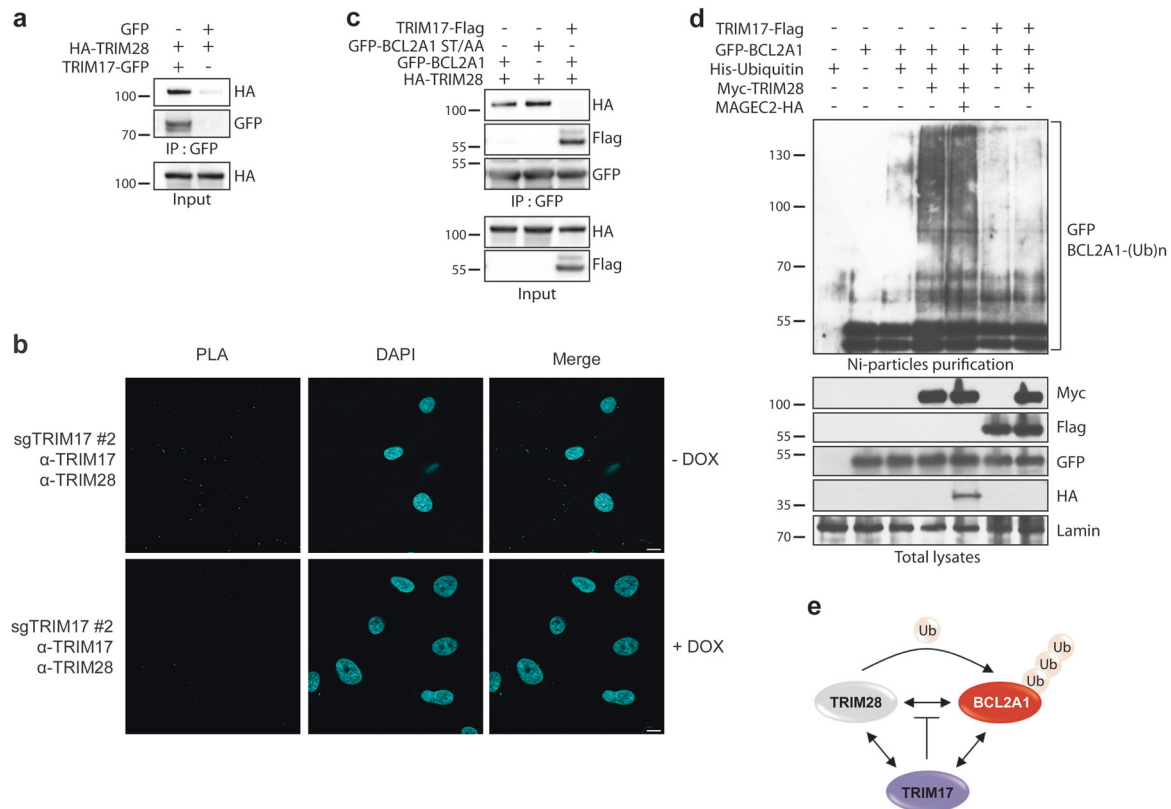 a
GFP - +
HA-TRIM28 + +
TRIM17-GFP + -
100 HA
70 GFP
IP : GFP
100 HA
Input
c
TRIM17-Flag - - +
GFP-BCL2A1 ST/AA - + -
GFP-BCL2A1 + - +
HA-TRIM28 + + +
100 HA
55 Flag
55 GFP
IP : GFP
100 HA
55 Flag
Input
d
TRIM17-Flag - - - - - + +
GFP-BCL2A1 - + + + + + +
His-Ubiquitin + - + + + + +
Myc-TRIM28 - - - + + - +
MAGEC2-HA - - - - + - -
130
100
70
55
GFP
BCL2A1-(Ub)n
Ni-particles purification
100 Myc
55 Flag
55 GFP
35 HA
70 Lamin
Total lysates
b
PLA DAPI Merge
sgTRIM17 #2
α-TRIM17
α-TRIM28
- DOX
sgTRIM17 #2
α-TRIM17
α-TRIM28
+ DOX
e
Ub
Ub
Ub
Ub
TRIM28
BCL2A1
TRIM17